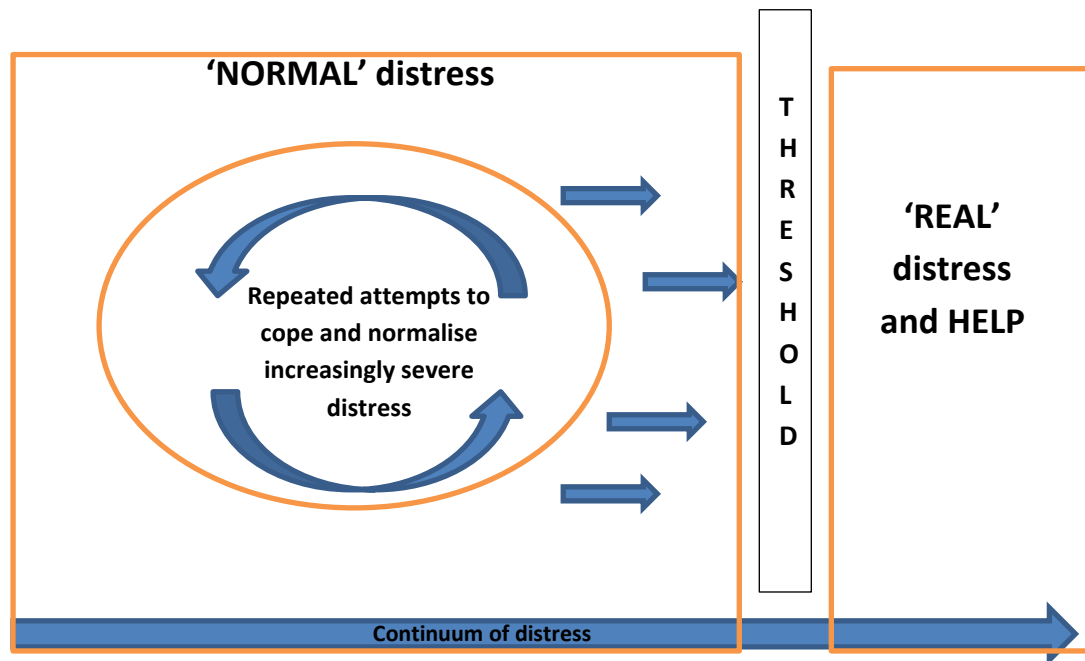 ‘NORMAL’ distress
Repeated attempts to
cope and normalise
increasingly severe
distress
T
H
R
E
S
H
O
L
D
‘REAL’
distress
and HELP
Continuum of distress